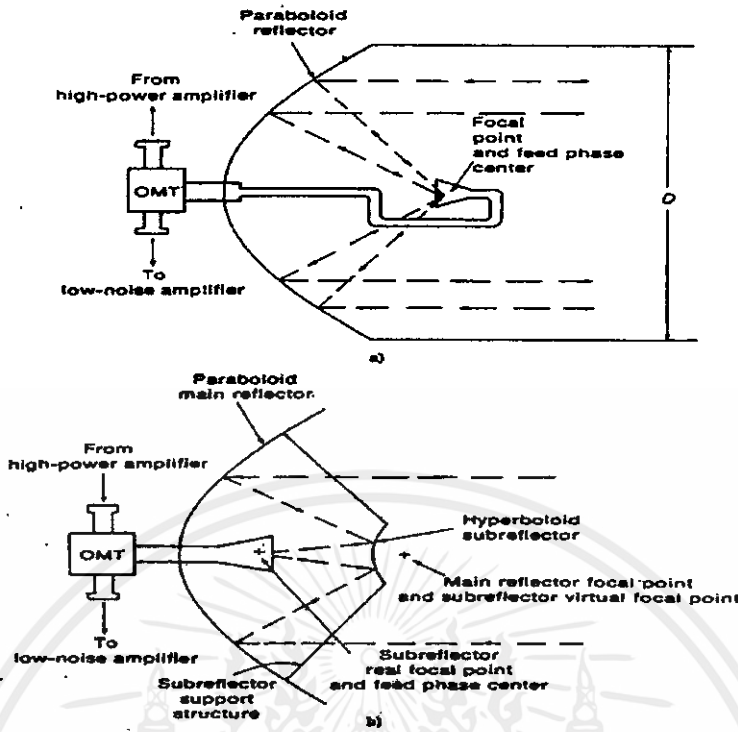 Paraboloid
reflector
From
high-power amplifier
Focal
point
and feed phase
center
OMT
D
To
low-noise amplifier
a)
Paraboloid
main reflector
From
high-power amplifier
Hyperboloid
subreflector
OMT
Main reflector focal point
and subreflector virtual focal point
To
low-noise amplifier
Subreflector
real focal point
and feed phase center
Subreflector
support
structure
b)